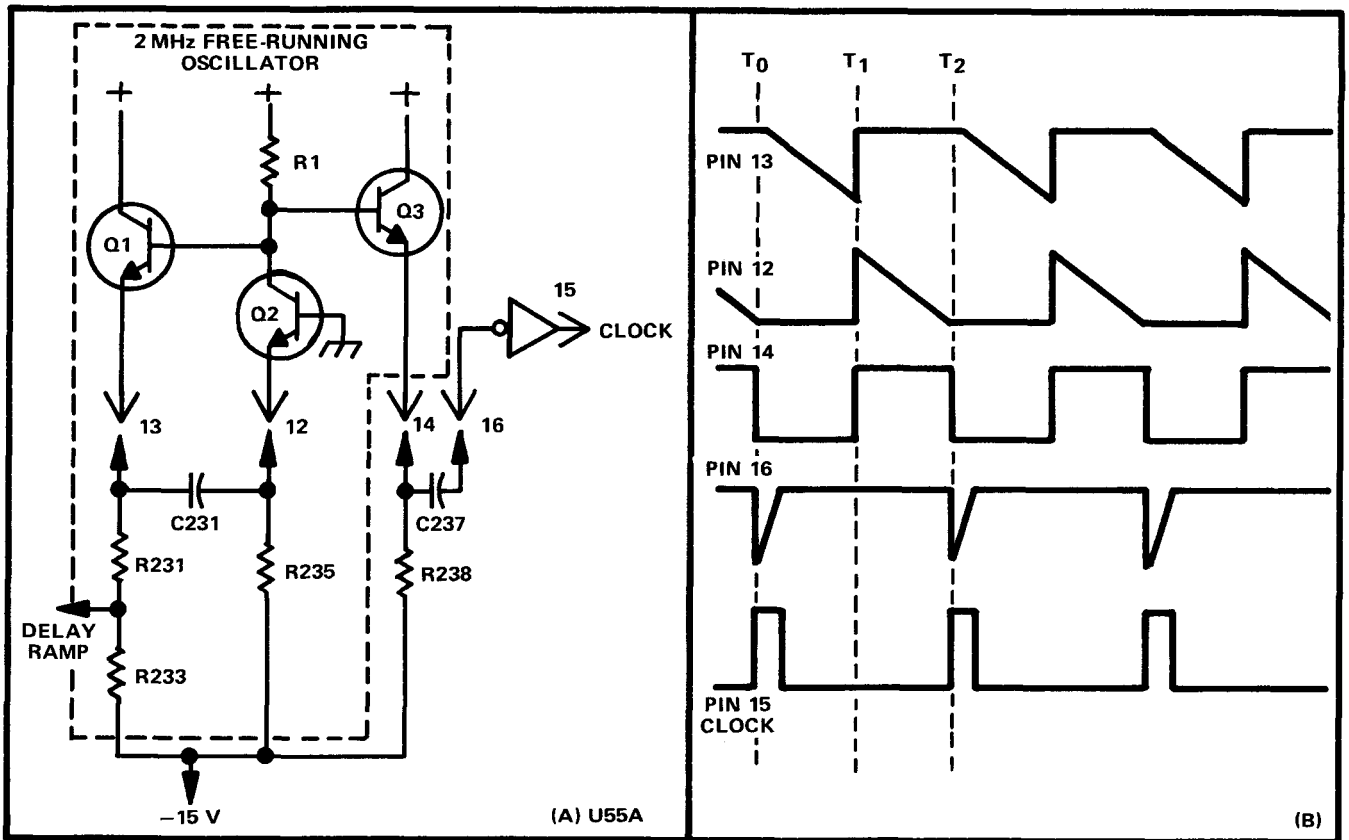 2 MHz FREE-RUNNING
OSCILLATOR
+ + +
R1
Q1
Q3
Q2
15
CLOCK
13
12
14
16
C231
C237
R231
R235
R238
DELAY
RAMP
R233
−15 V
(A) U55A
T0 T1 T2
PIN 13
PIN 12
PIN 14
PIN 16
PIN 15
CLOCK
(B)